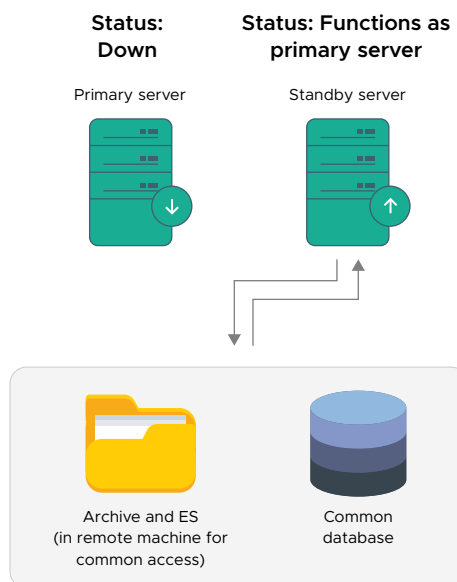 Status:
Down
Status: Functions as
primary server
Primary server
Standby server
Archive and ES
(in remote machine for
common access)
Common
database